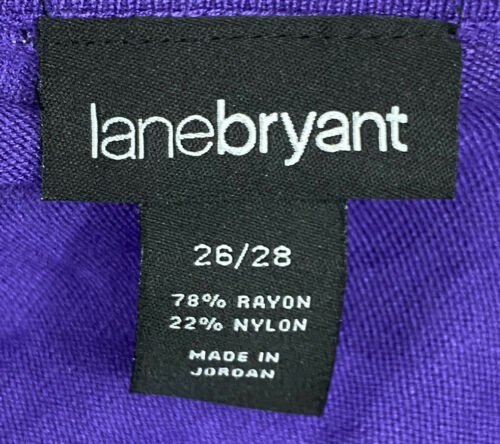 lanebryant
26/28
78% RAYON
22% NYLON
MADE IN
JORDAN